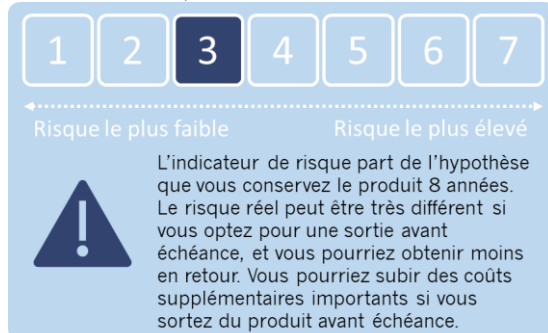 1 2 3 4 5 6 7
Risque le plus faible Risque le plus élevé
L'indicateur de risque part de l'hypothèse
que vous conservez le produit 8 années.
Le risque réel peut être très différent si
vous optez pour une sortie avant
échéance, et vous pourriez obtenir moins
en retour. Vous pourriez subir des coûts
supplémentaires importants si vous
sortez du produit avant échéance.